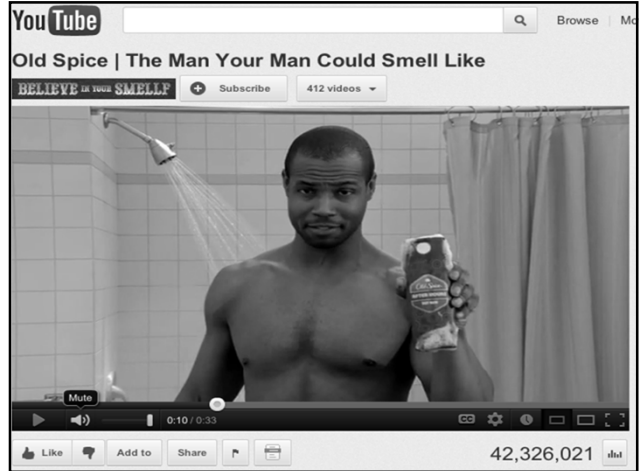 YouTube Browse Mo
Old Spice | The Man Your Man Could Smell Like
BELIEVE IN YOUR SMELLF Subscribe 412 videos
Old Spice
Mute
0:10 / 0:33 CC
Like Add to Share 42,326,021